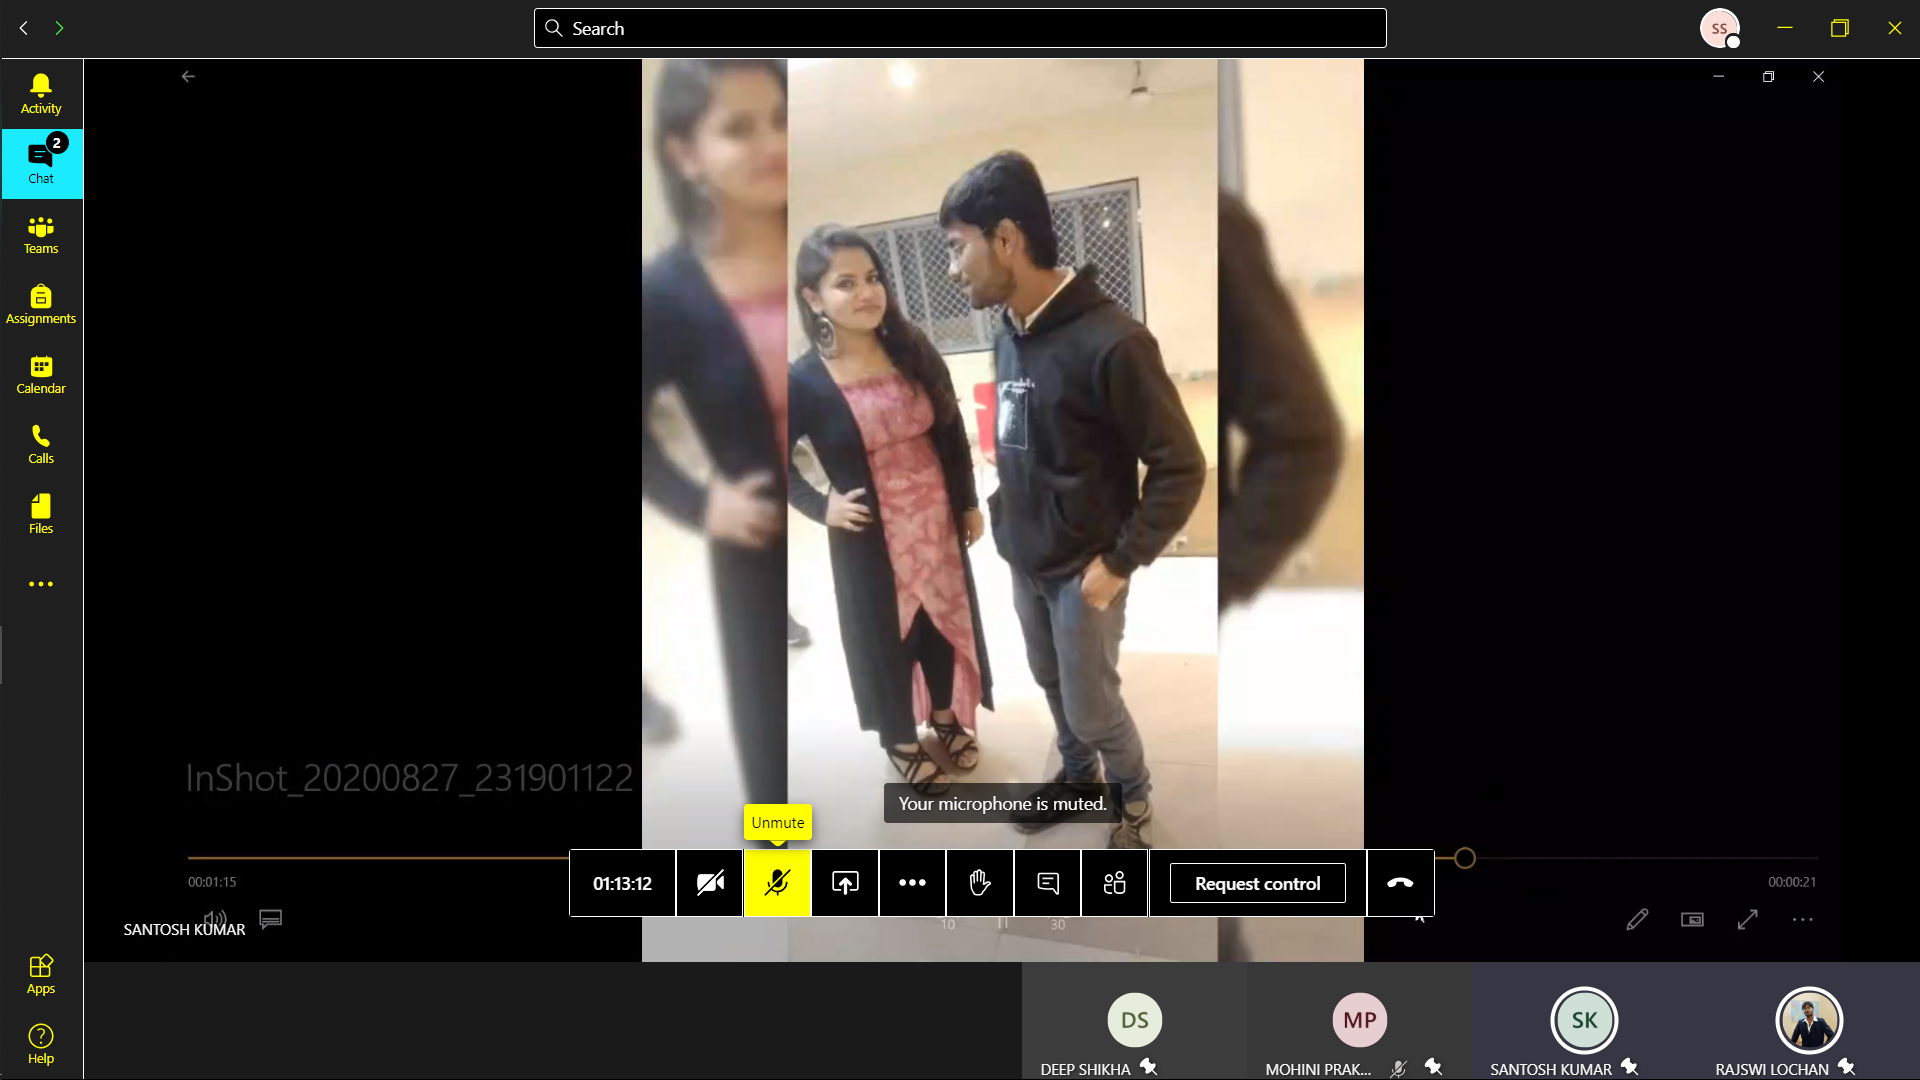 Search
SS
Activity
2
Chat
Teams
Assignments
Calendar
Calls
Files
Apps
Help
InShot_20200827_231901122
Your microphone is muted.
Unmute
01:13:12
Request control
00:01:15
00:00:21
10
30
SANTOSH KUMAR
DS
MP
SK
DEEP SHIKHA
MOHINI PRAK...
SANTOSH KUMAR
RAJSWI LOCHAN